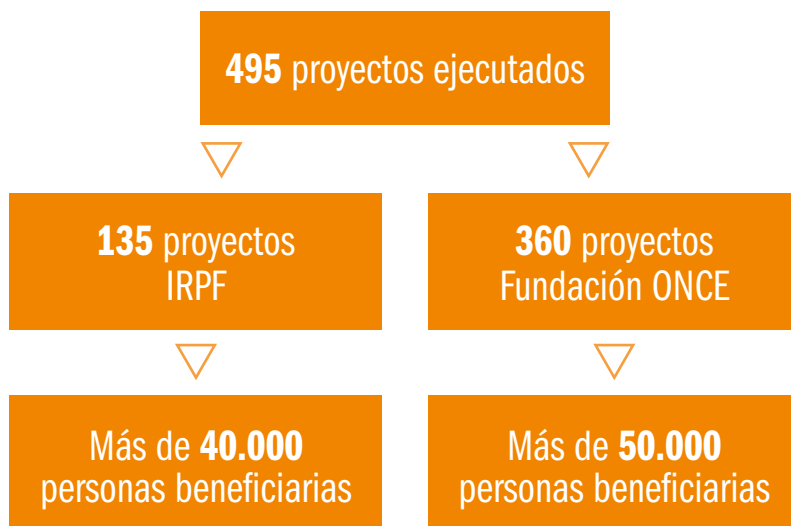 495 proyectos ejecutados
135 proyectos
IRPF
360 proyectos
Fundación ONCE
Más de 40.000
personas beneficiarias
Más de 50.000
personas beneficiarias